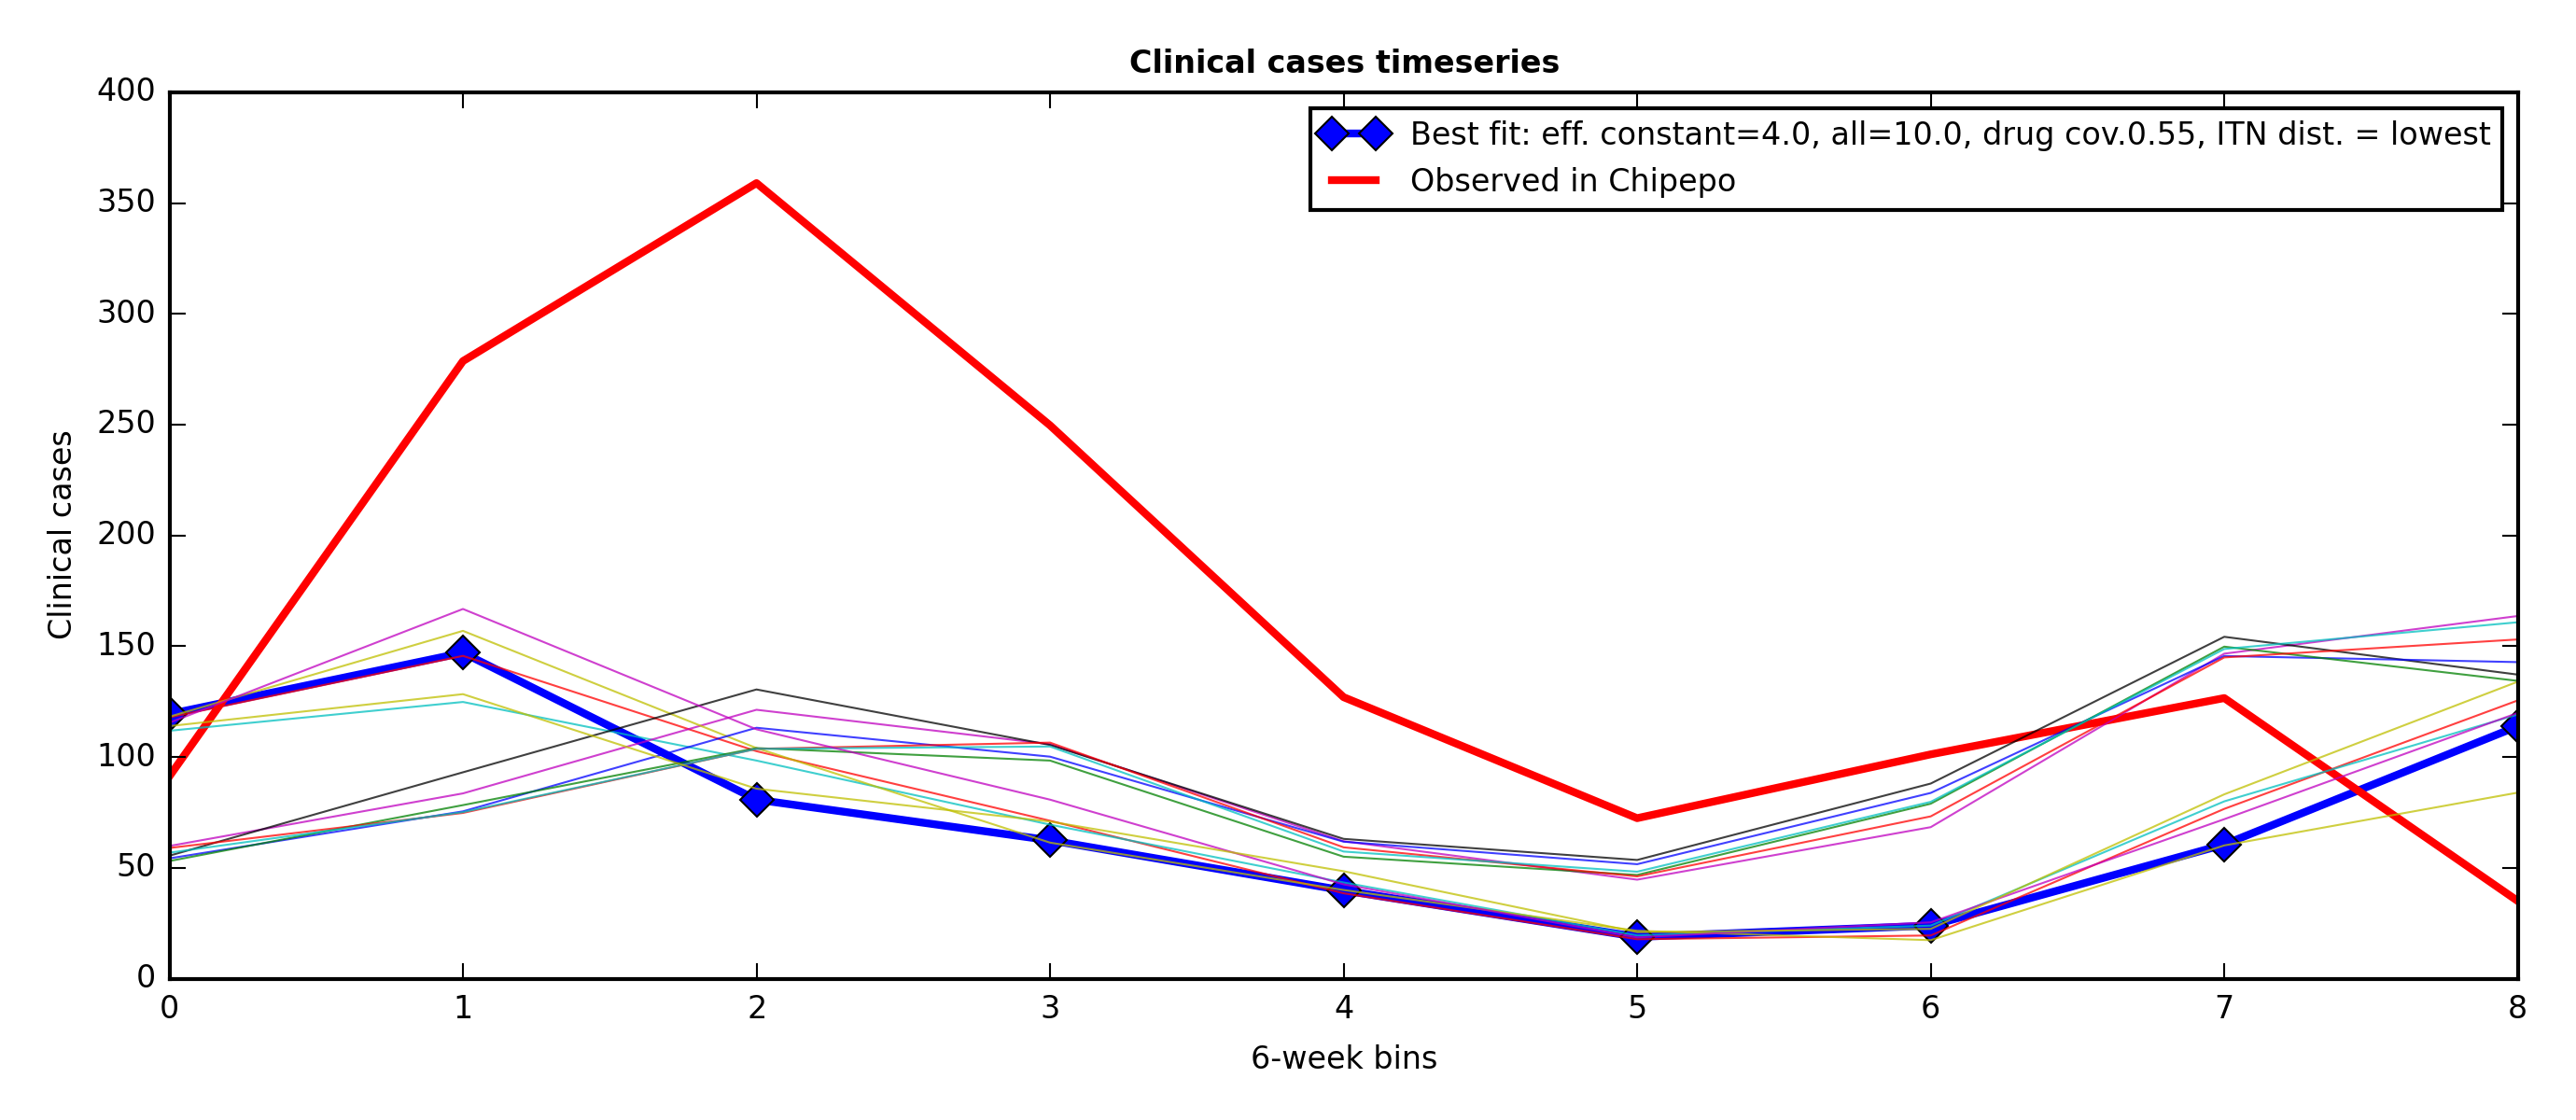 Clinical cases timeseries
400
350
300
250
200
150
100
50
0
Clinical cases
Best fit: eff. constant=4.0, all=10.0, drug cov.0.55, ITN dist. = lowest
Observed in Chipepo
0 1 2 3 4 5 6 7 8
6-week bins